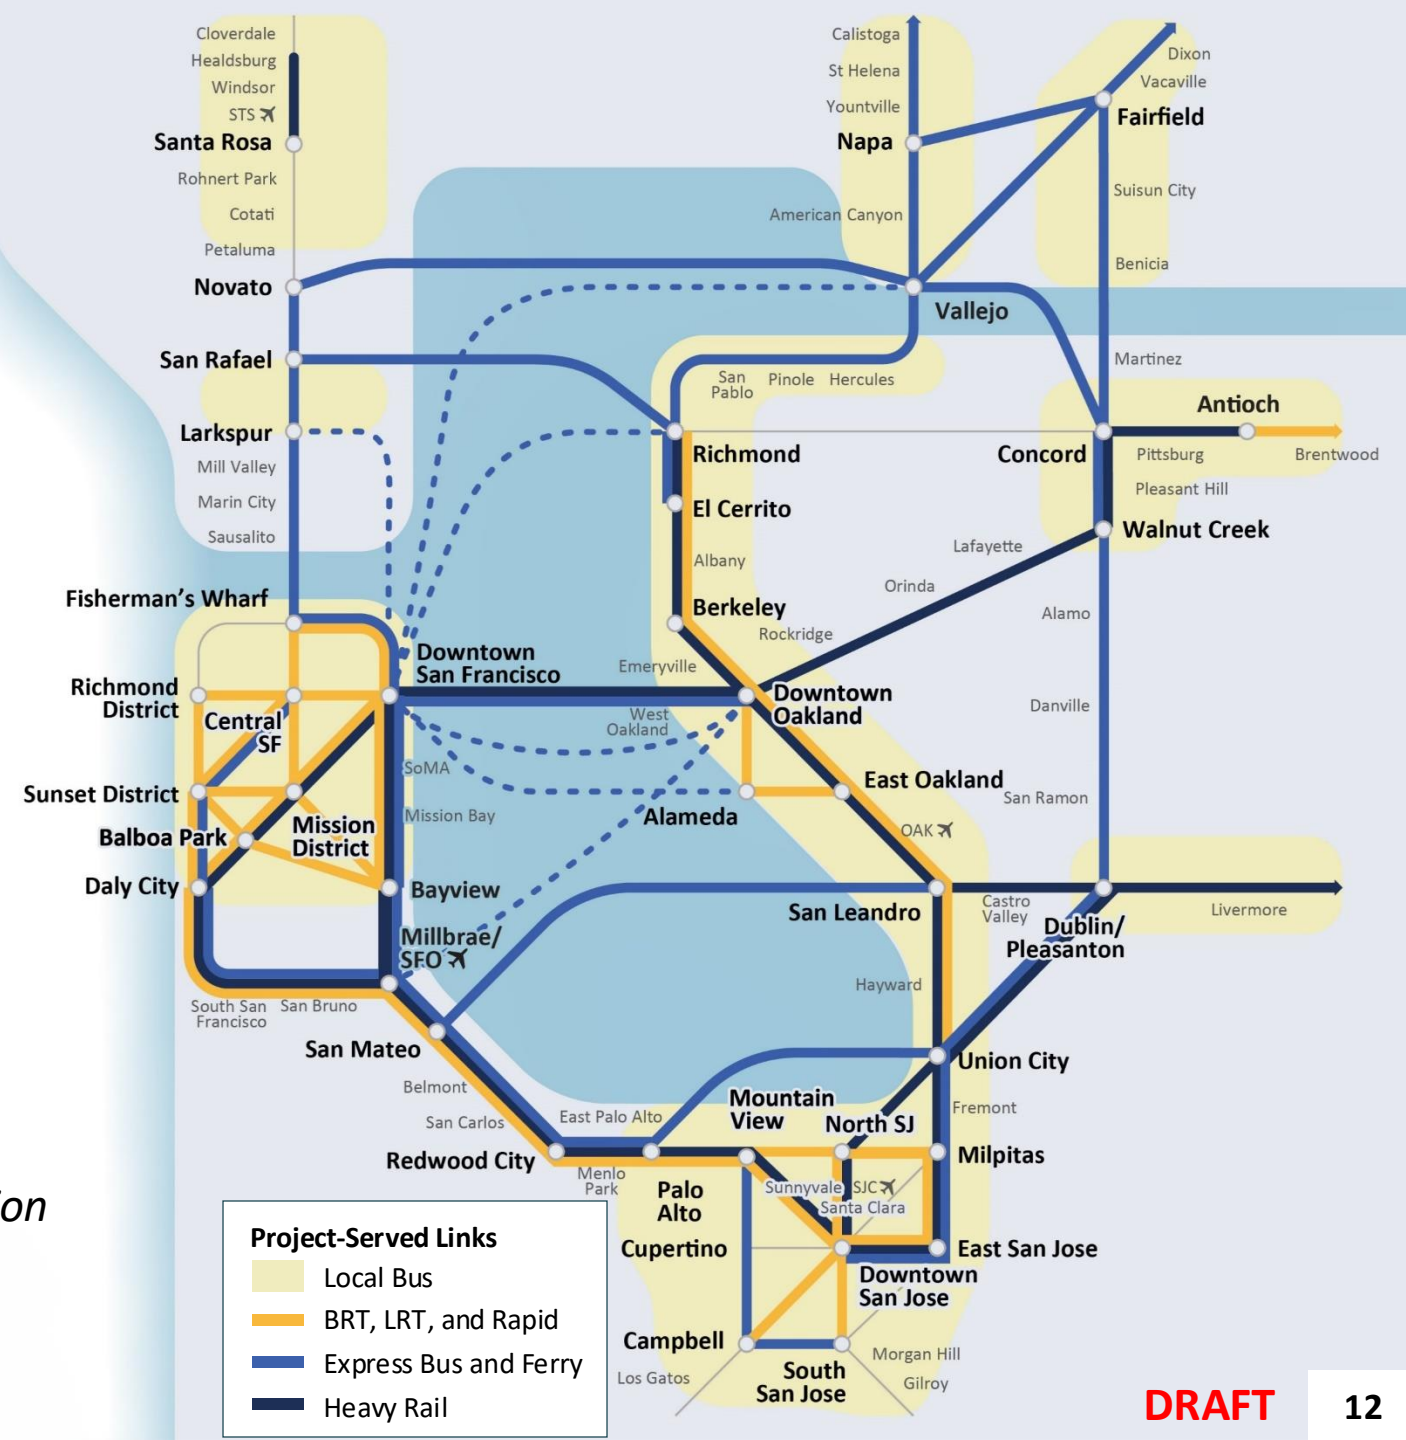 Cloverdale
Healdsburg
Windsor
STS
Santa Rosa
Rohnert Park
Cotati
Petaluma
Novato
San Rafael
Larkspur
Mill Valley
Marin City
Sausalito
Calistoga
St Helena
Yountville
Napa
American Canyon
Dixon
Vacaville
Fairfield
Suisun City
Benicia
Vallejo
Martinez
San
Pablo
Pinole
Hercules
Antioch
Richmond
Concord
Pittsburg
Brentwood
Pleasant Hill
El Cerrito
Walnut Creek
Lafayette
Albany
Orinda
Fisherman's Wharf
Berkeley
Alamo
Rockridge
Downtown
San Francisco
Emeryville
Richmond
District
Central
SF
West
Oakland
Downtown
Oakland
Danville
SoMA
Sunset District
East Oakland
San Ramon
Mission Bay
Alameda
Balboa Park
Mission
District
OAK
Daly City
Bayview
San Leandro
Castro
Valley
Livermore
Dublin/
Pleasanton
Millbrae/
SFO
Hayward
South San
Francisco
San Bruno
San Mateo
Union City
Belmont
San Carlos
East Palo Alto
Mountain
View
North SJ
Fremont
Redwood City
Milpitas
Menlo
Park
Palo
Alto
Sunnyvale
SJC
Santa Clara
on
Cupertino
East San Jose
Downtown
San Jose
Campbell
Los Gatos
South
San Jose
Morgan Hill
Gilroy
Project-Served Links
Local Bus
BRT, LRT, and Rapid
Express Bus and Ferry
Heavy Rail
DRAFT
12